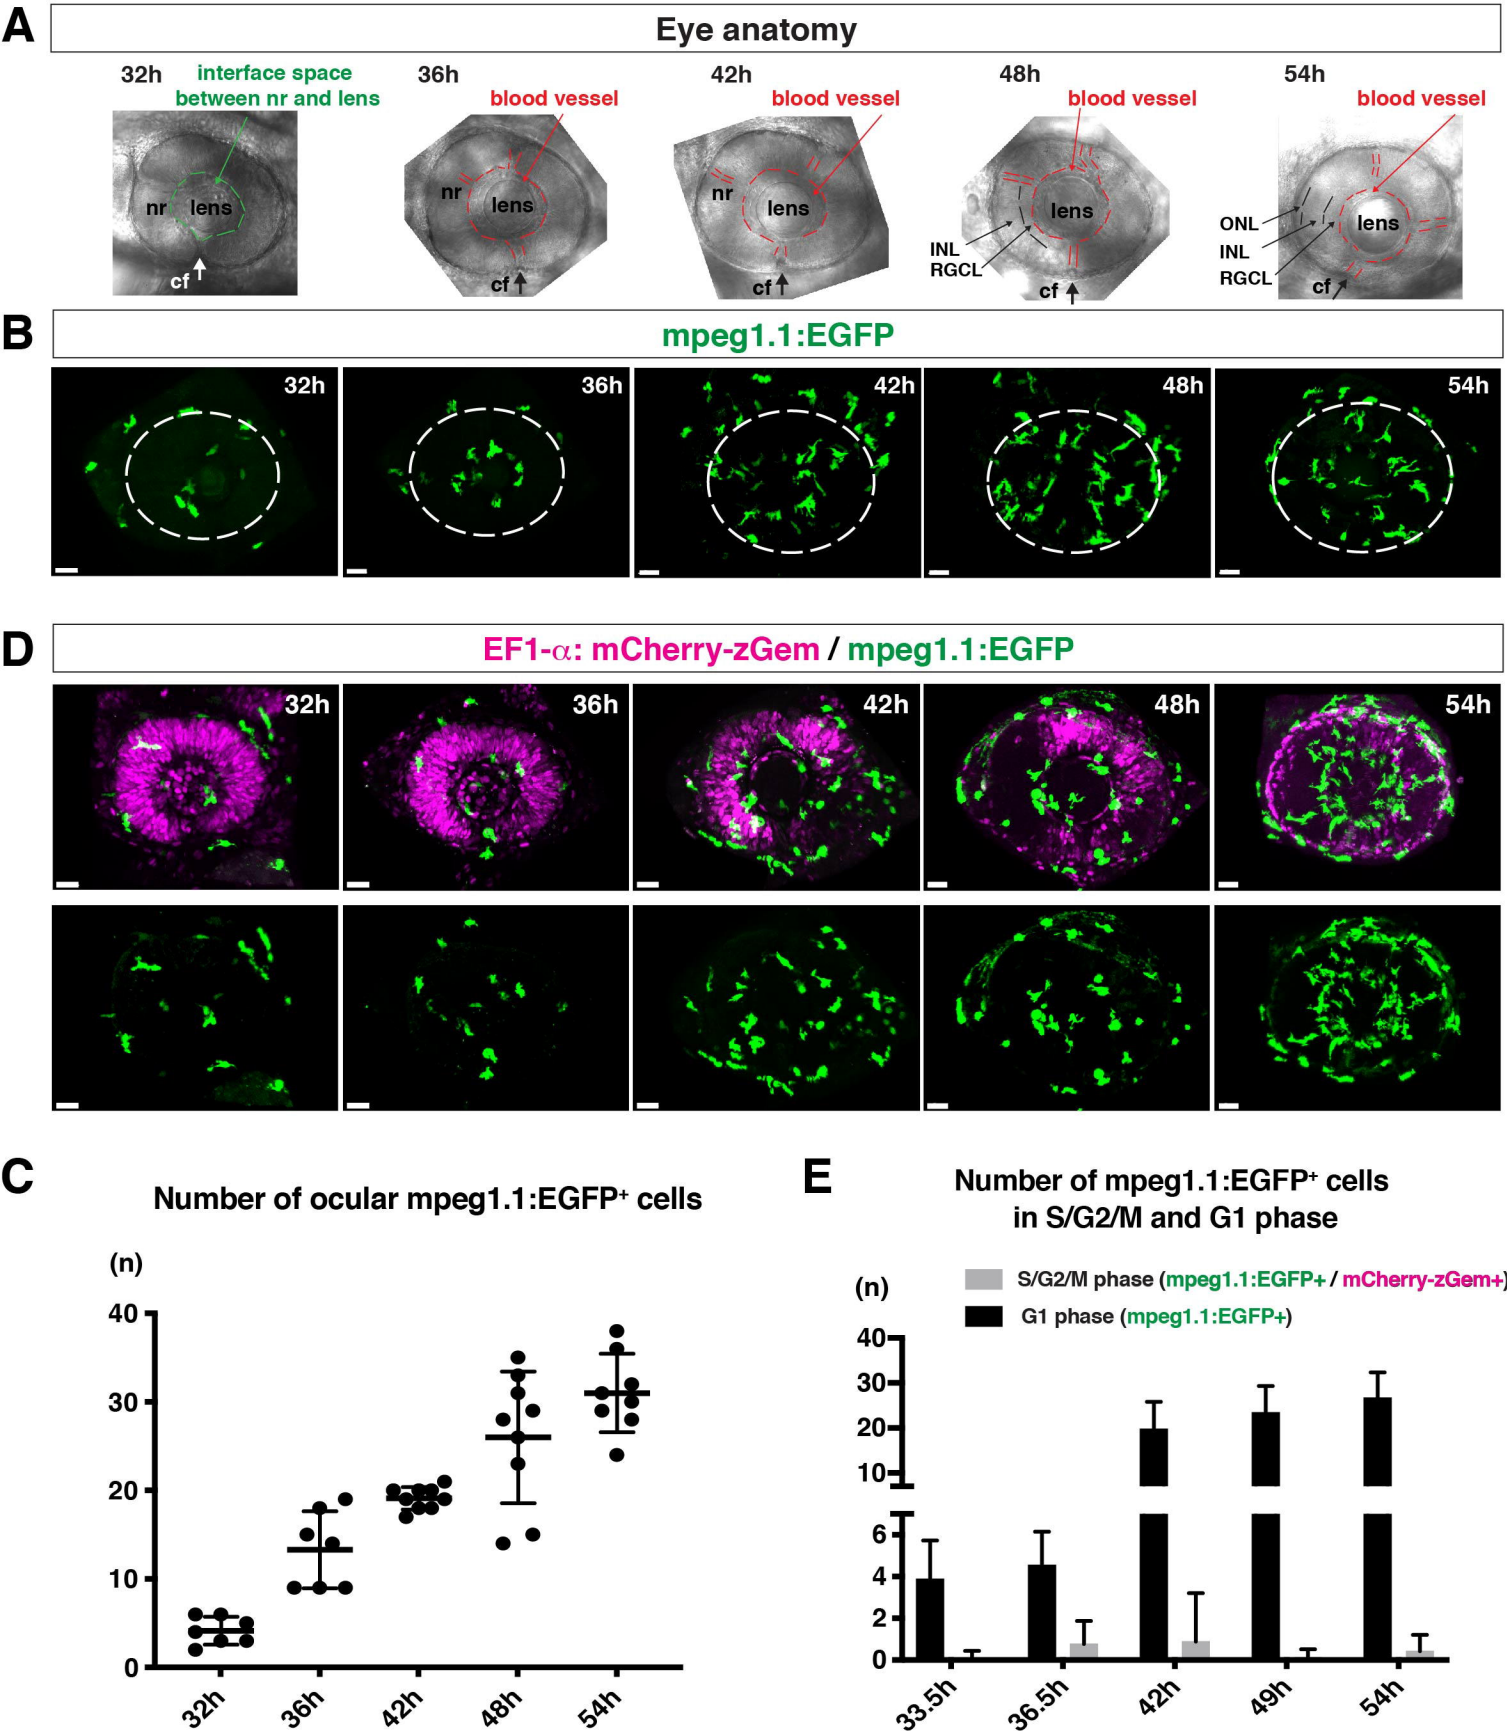 A
Eye anatomy
32h
interface space
between nr and lens
nr
lens
cf
36h
blood vessel
nr
lens
cf
42h
blood vessel
nr
lens
cf
48h
blood vessel
lens
INL
RGCL
cf
54h
blood vessel
ONL
INL
RGCL
lens
cf
B
mpeg1.1:EGFP
32h
36h
42h
48h
54h
D
EF1-α: mCherry-zGem / mpeg1.1:EGFP
32h
36h
42h
48h
54h
C
Number of ocular mpeg1.1:EGFP⁺ cells
(n)
40
30
20
10
0
32h
36h
42h
48h
54h
E
Number of mpeg1.1:EGFP⁺ cells
in S/G2/M and G1 phase
(n)
S/G2/M phase (mpeg1.1:EGFP+ / mCherry-zGem+)
G1 phase (mpeg1.1:EGFP+)
40
30
20
10
6
4
2
0
33.5h
36.5h
42h
49h
54h